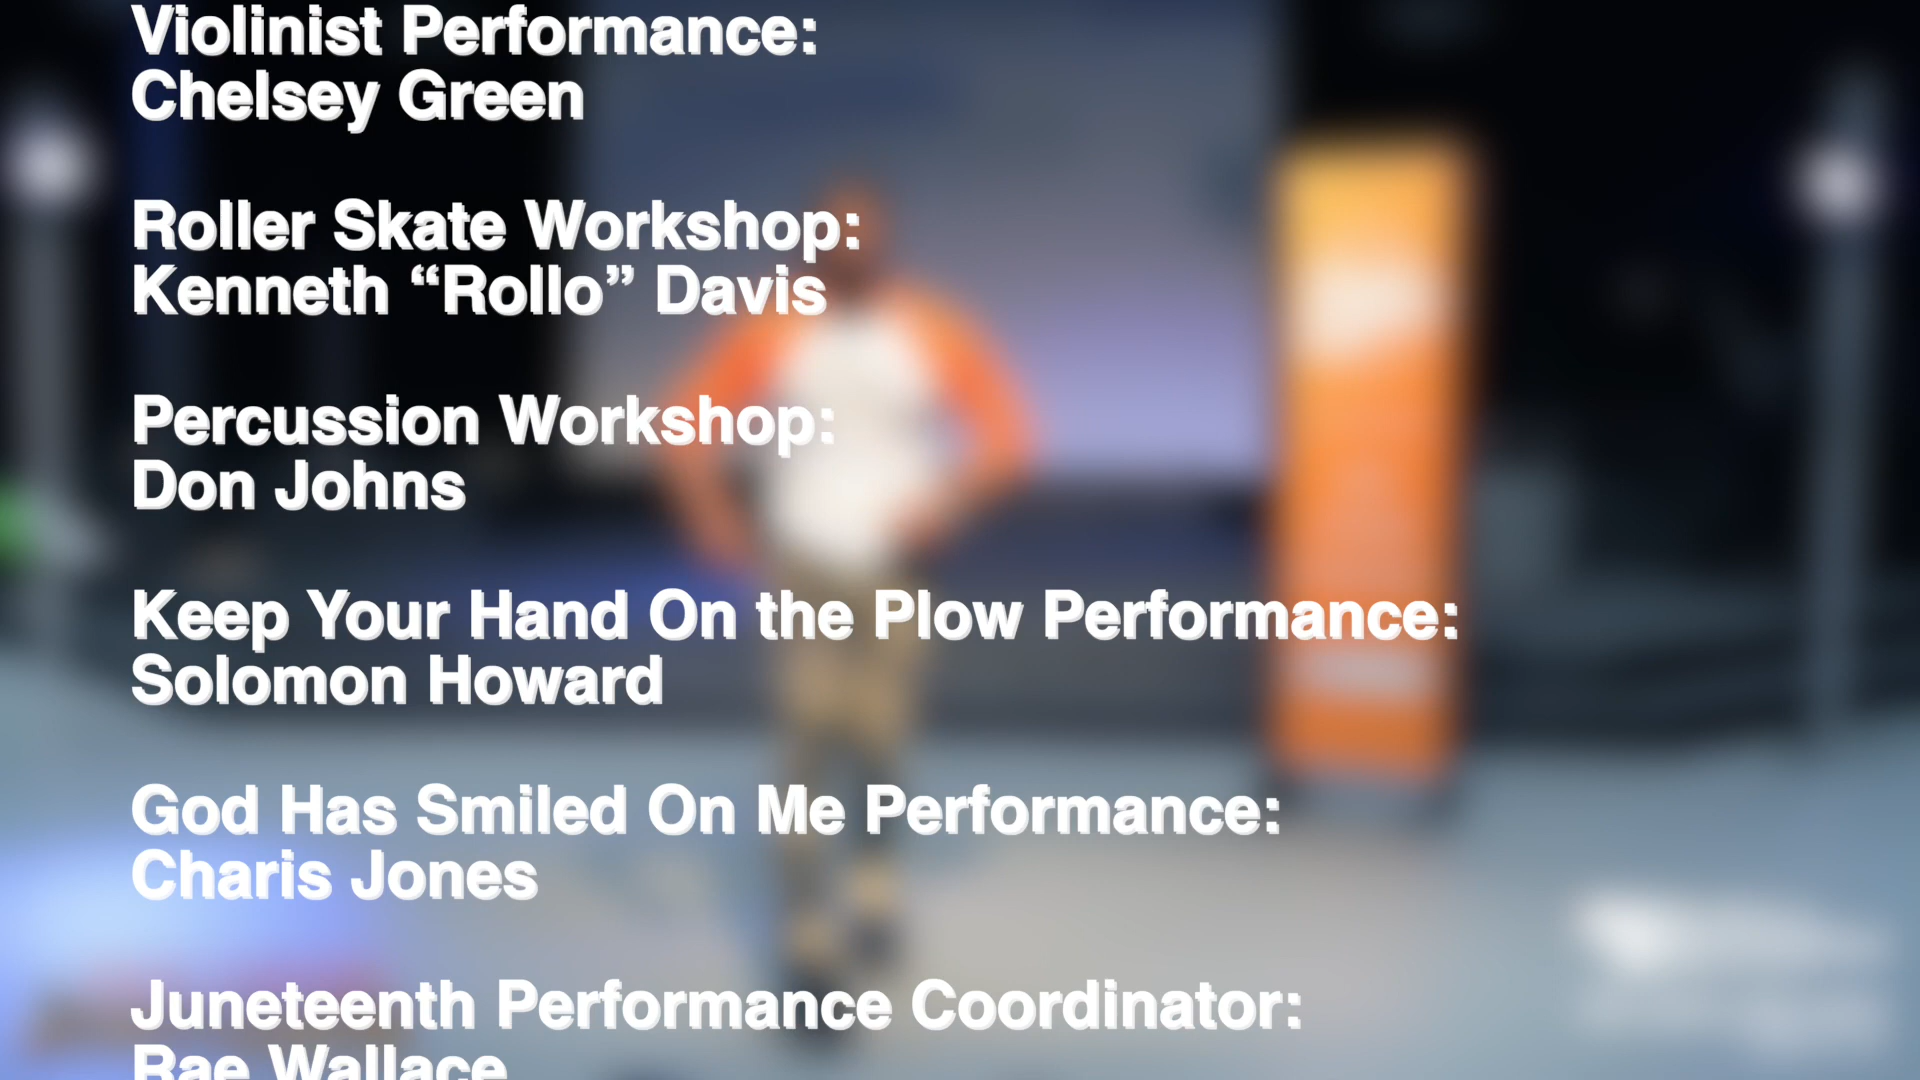 Violinist Performance:
Chelsey Green
Roller Skate Workshop:
Kenneth “Rollo” Davis
Percussion Workshop:
Don Johns
Keep Your Hand On the Plow Performance:
Solomon Howard
God Has Smiled On Me Performance:
Charis Jones
Juneteenth Performance Coordinator:
Rae Wallace